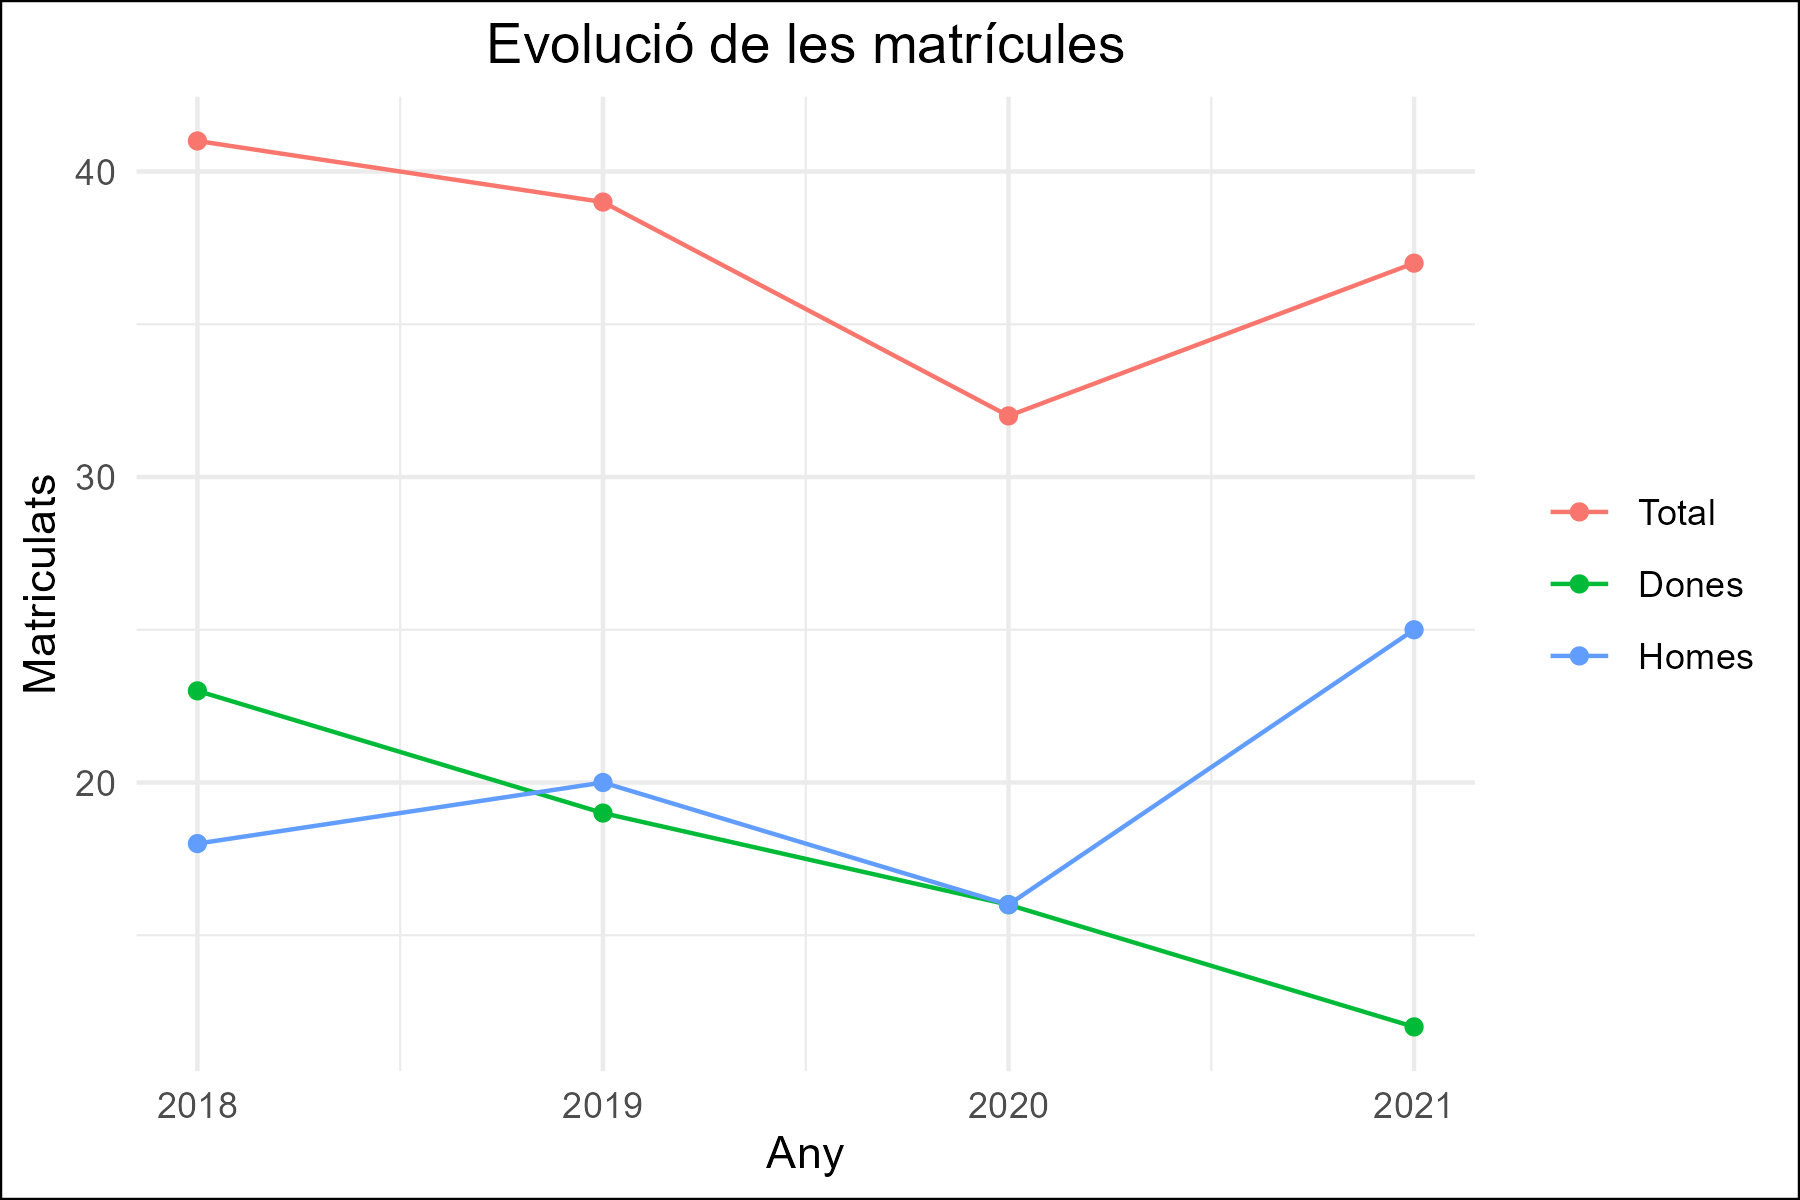 Evolució de les matrícules
Matriculats
40
30
20
2018 2019 2020 2021
Any
Total
Dones
Homes